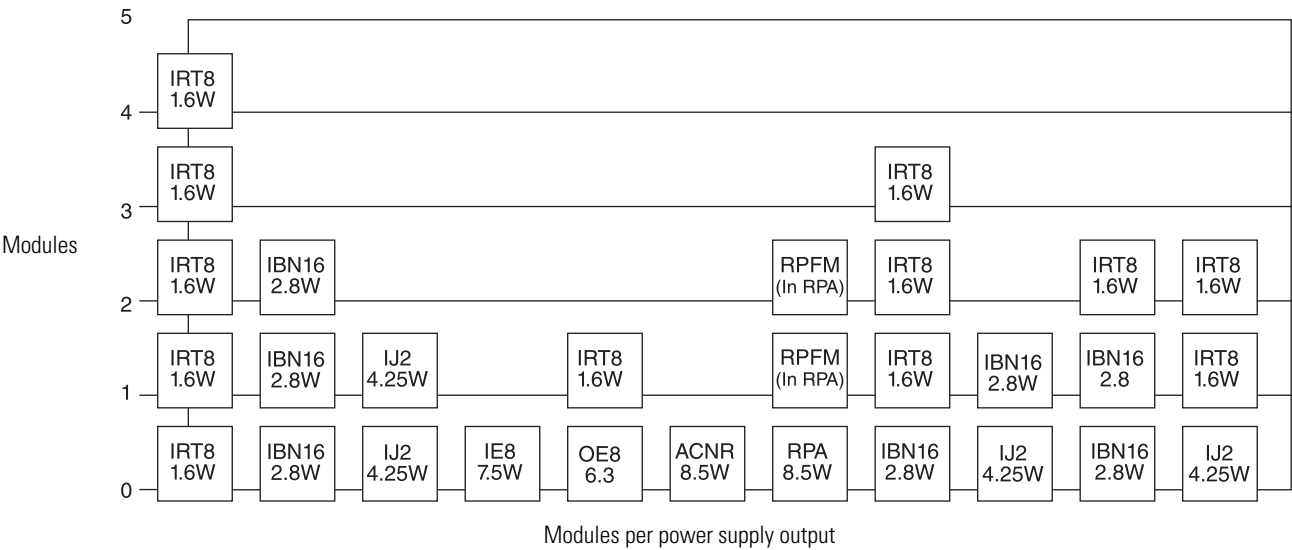 5
IRT8
1.6W
4
IRT8
1.6W
IRT8
1.6W
3
Modules
IRT8
1.6W
IBN16
2.8W
RPFM
(In RPA)
IRT8
1.6W
IRT8
1.6W
IRT8
1.6W
2
IRT8
1.6W
IBN16
2.8W
IJ2
4.25W
IRT8
1.6W
RPFM
(In RPA)
IRT8
1.6W
IBN16
2.8W
IBN16
2.8
IRT8
1.6W
1
IRT8
1.6W
IBN16
2.8W
IJ2
4.25W
IE8
7.5W
OE8
6.3
ACNR
8.5W
RPA
8.5W
IBN16
2.8W
IJ2
4.25W
IBN16
2.8W
IJ2
4.25W
0
Modules per power supply output